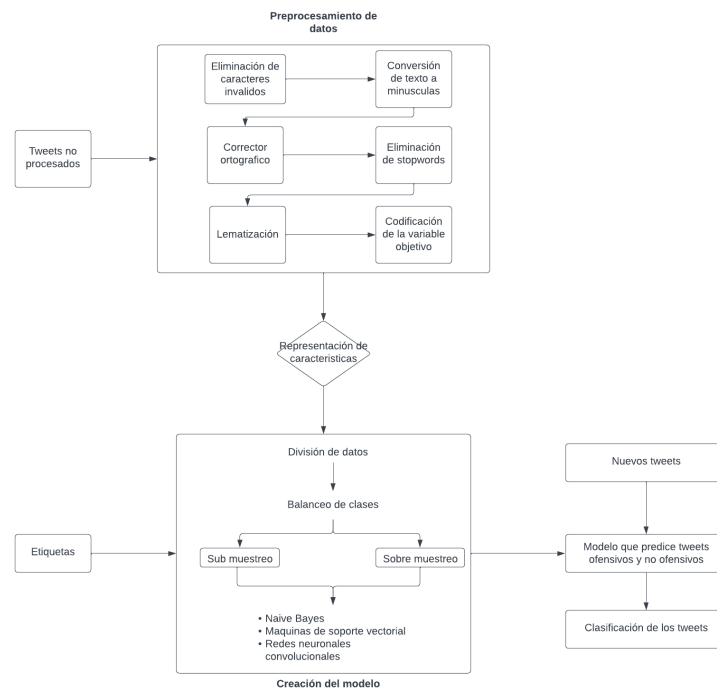 Preprocesamiento de
datos
Eliminación de
caracteres
invalidos
Conversión
de texto a
minusculas
Tweets no
procesados
Corrector
ortografico
Eliminación
de stopwords
Lematización
Codificación
de la variable
objetivo
Representación de
caracteristicas
División de datos
Balanceo de clases
Etiquetas
Sub muestreo
Sobre muestreo
• Naive Bayes
• Maquinas de soporte vectorial
• Redes neuronales
convolucionales
Creación del modelo
Nuevos tweets
Modelo que predice tweets
ofensivos y no ofensivos
Clasificación de los tweets